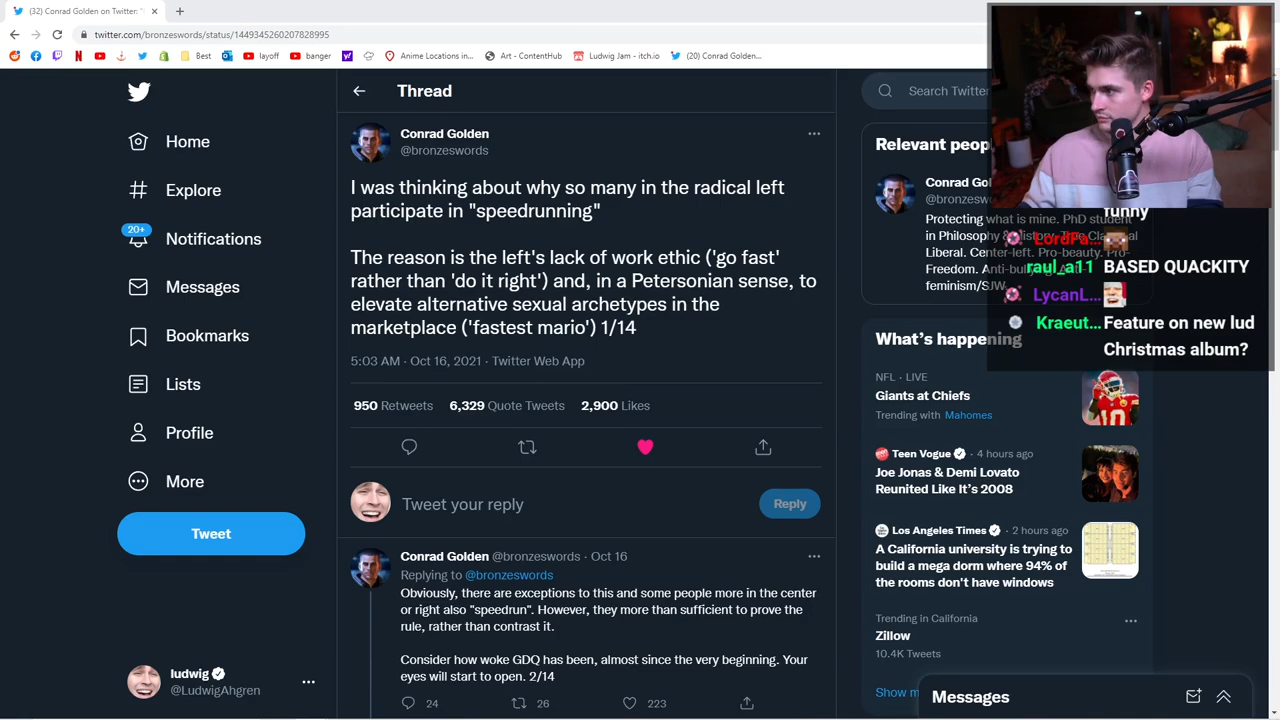 (32) Conrad Golden on Twitter: "
twitter.com/bronzeswords/status/1449345260207828995
Best
layoff
banger
Anime Locations in...
Art - ContentHub
Ludwig Jam - itch.io
(20) Conrad Golden...
Home
Explore
20+
Notifications
Messages
Bookmarks
Lists
Profile
More
Tweet
ludwig
@LudwigAhgren
Thread
Conrad Golden
@bronzeswords
I was thinking about why so many in the radical left
participate in "speedrunning"
The reason is the left's lack of work ethic ('go fast'
rather than 'do it right') and, in a Petersonian sense, to
elevate alternative sexual archetypes in the
marketplace ('fastest mario') 1/14
5:03 AM · Oct 16, 2021 · Twitter Web App
950 Retweets 6,329 Quote Tweets 2,900 Likes
Tweet your reply
Reply
Conrad Golden @bronzeswords · Oct 16
Replying to @bronzeswords
Obviously, there are exceptions to this and some people more in the center
or right also "speedrun". However, they more than sufficient to prove the
rule, rather than contrast it.
Consider how woke GDQ has been, almost since the very beginning. Your
eyes will start to open. 2/14
24 26 223
Search Twitter
Relevant peop
Conrad Go
@bronzeswo
Protecting what is mine. PhD student
in Philosophy &
Liberal. Center-left. Pro-beauty. Pro-
Freedom. Anti-bullying.
feminism/SJW
What's happening
NFL · LIVE
Giants at Chiefs
Trending with Mahomes
Teen Vogue · 4 hours ago
Joe Jonas & Demi Lovato
Reunited Like It's 2008
Los Angeles Times · 2 hours ago
A California university is trying to
build a mega dorm where 94% of
the rooms don't have windows
Trending in California
Zillow
10.4K Tweets
Show m
Messages
funny
LordPa...
raul_a11 BASED QUACKITY
LycanL...
Kraeut... Feature on new lud
Christmas album?